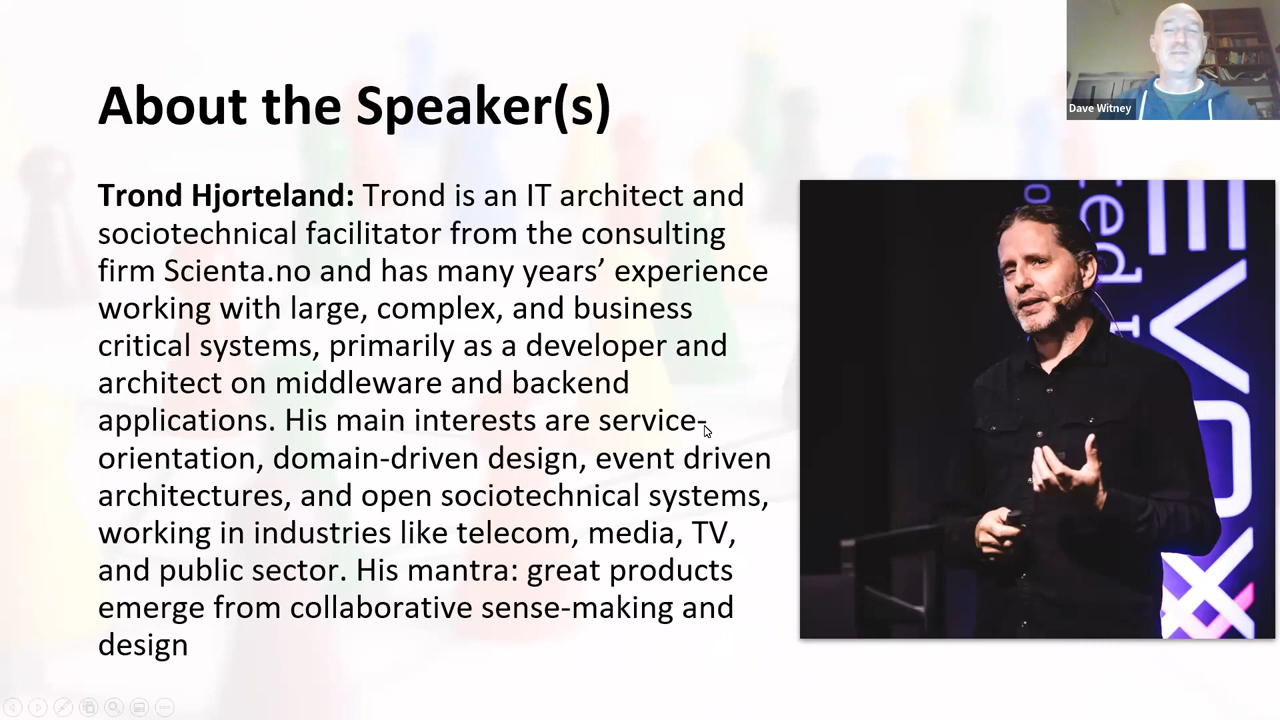 About the Speaker(s)
Dave Witney
Trond Hjorteland: Trond is an IT architect and
sociotechnical facilitator from the consulting
firm Scienta.no and has many years’ experience
working with large, complex, and business
critical systems, primarily as a developer and
architect on middleware and backend
applications. His main interests are service-
orientation, domain-driven design, event driven
architectures, and open sociotechnical systems,
working in industries like telecom, media, TV,
and public sector. His mantra: great products
emerge from collaborative sense-making and
design
EVOXX